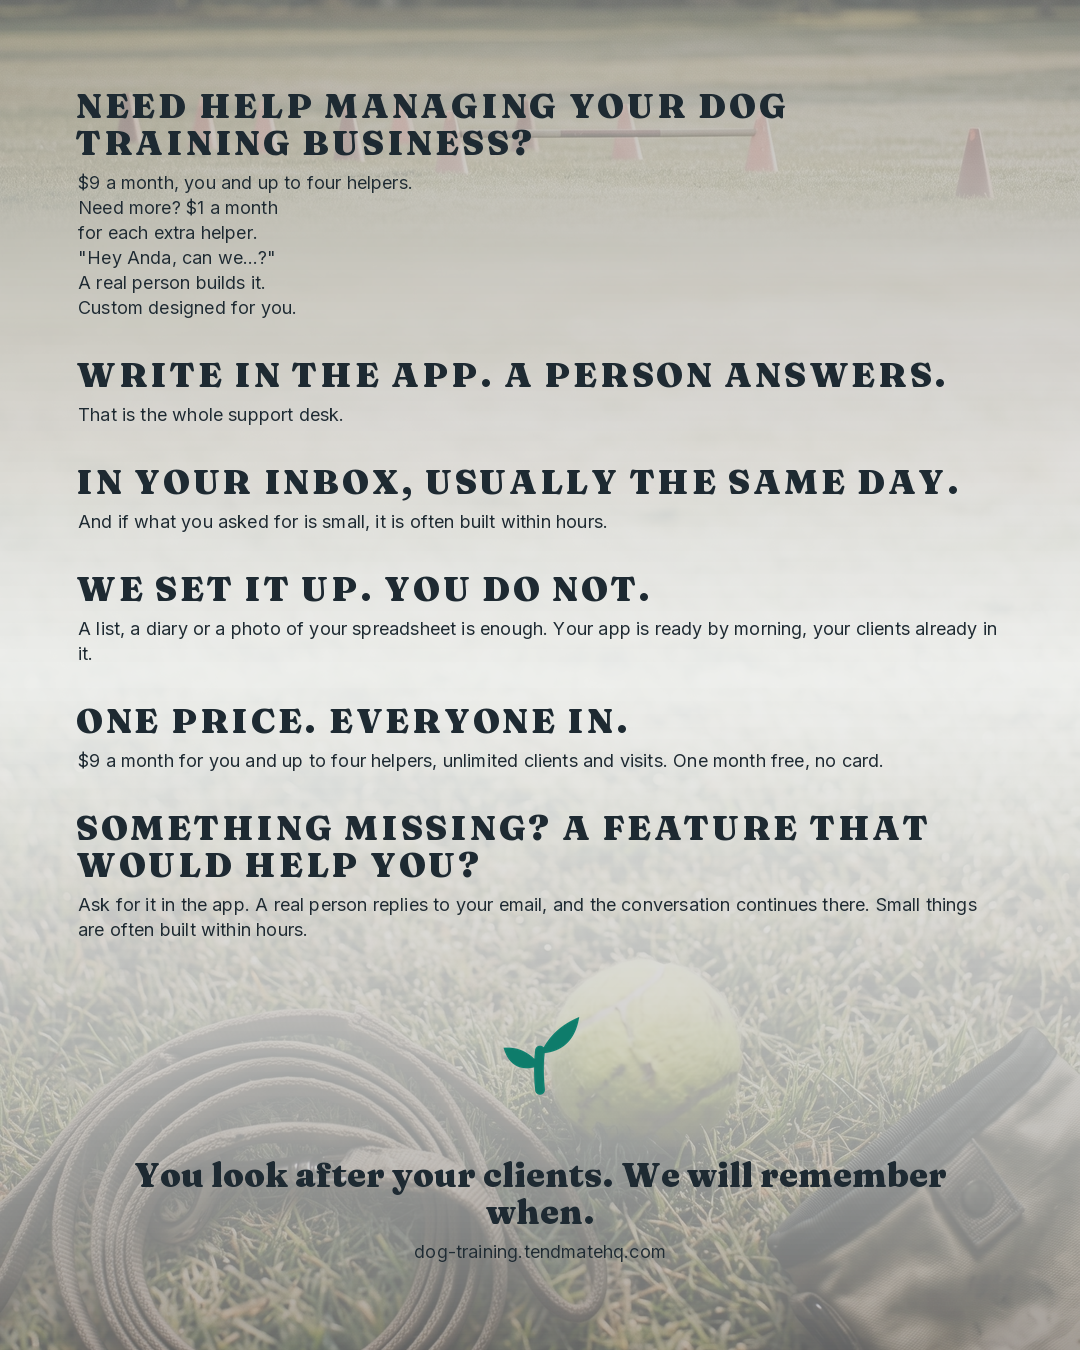 NEED HELP MANAGING YOUR DOG
TRAINING BUSINESS?
$9 a month, you and up to four helpers.
Need more? $1 a month
for each extra helper.
"Hey Anda, can we...?"
A real person builds it.
Custom designed for you.
WRITE IN THE APP. A PERSON ANSWERS.
That is the whole support desk.
IN YOUR INBOX, USUALLY THE SAME DAY.
And if what you asked for is small, it is often built within hours.
WE SET IT UP. YOU DO NOT.
A list, a diary or a photo of your spreadsheet is enough. Your app is ready by morning, your clients already in
it.
ONE PRICE. EVERYONE IN.
$9 a month for you and up to four helpers, unlimited clients and visits. One month free, no card.
SOMETHING MISSING? A FEATURE THAT
WOULD HELP YOU?
Ask for it in the app. A real person replies to your email, and the conversation continues there. Small things
are often built within hours.
You look after your clients. We will remember
when.
dog-training.tendmatehq.com